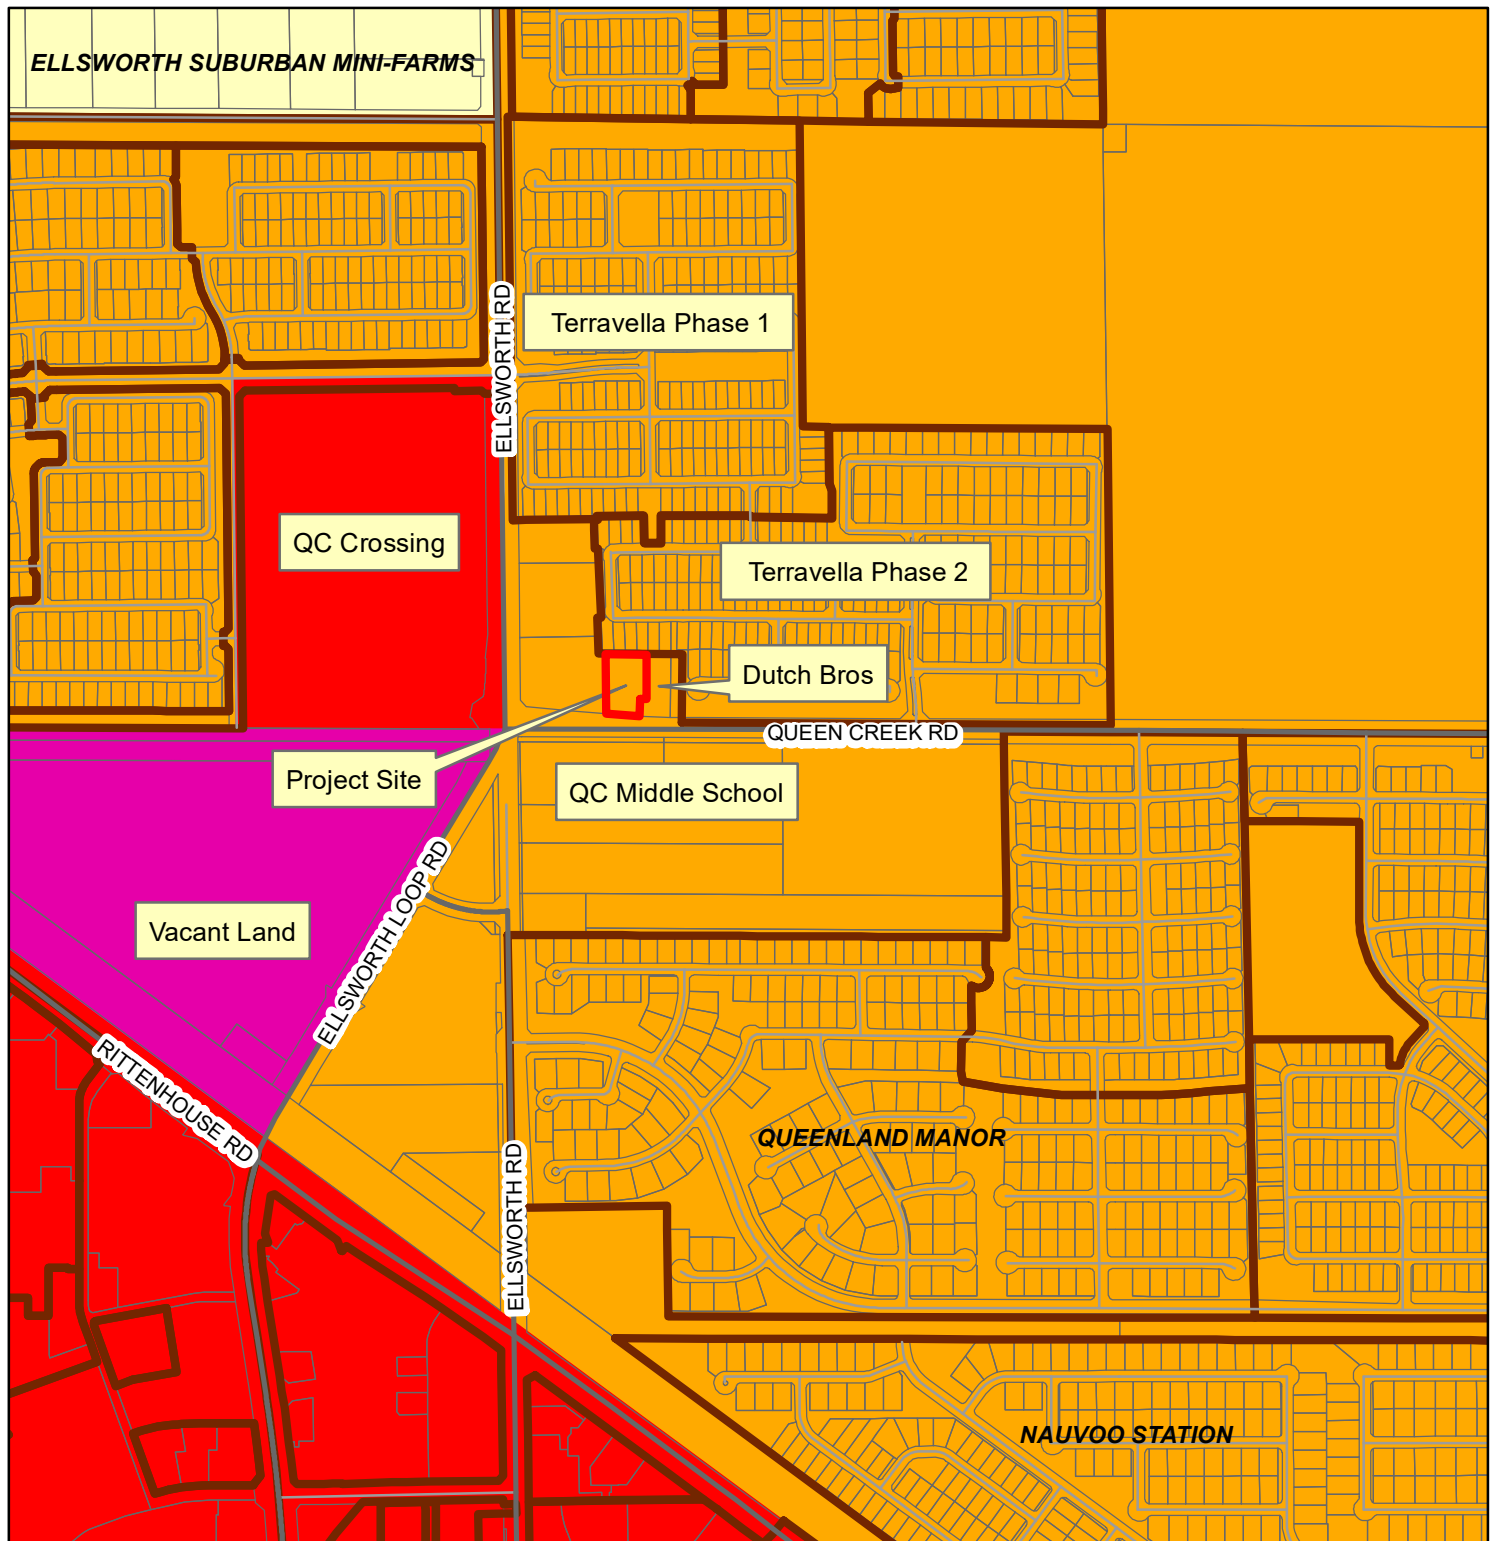 ELLSWORTH SUBURBAN MINI-FARMS
ELLSWORTH RD
Terravella Phase 1
QC Crossing
Terravella Phase 2
Dutch Bros
QUEEN CREEK RD
Project Site
QC Middle School
ELLSWORTH LOOP RD
Vacant Land
RITTENHOUSE RD
QUEENLAND MANOR
ELLSWORTH RD
NAUVOO STATION